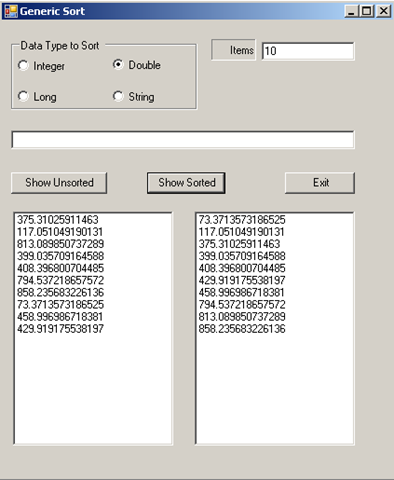 Generic Sort
Data Type to Sort
Items 10
Integer Double
Long String
Show Unsorted Show Sorted Exit
375.31025911463 73.3713573186525
117.051049190131 117.051049190131
813.089850737289 375.31025911463
399.035709164588 399.035709164588
408.396800704485 408.396800704485
794.537218657572 429.919175538197
858.235683226136 458.996986718381
73.3713573186525 794.537218657572
458.996986718381 813.089850737289
429.919175538197 858.235683226136